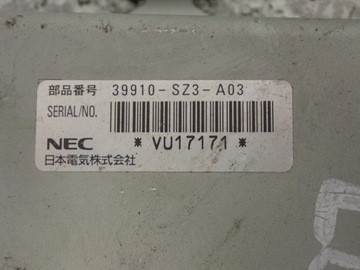 部品番号 39910-SZ3-A03
SERIAL/NO.
* VU17171 *
NEC
日本電気株式会社